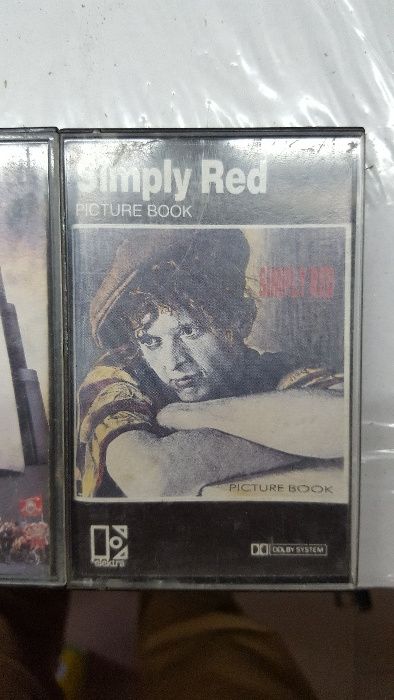 Simply Red
PICTURE BOOK
SIMPLY RED
PICTURE BOOK
elektra
DOLBY SYSTEM